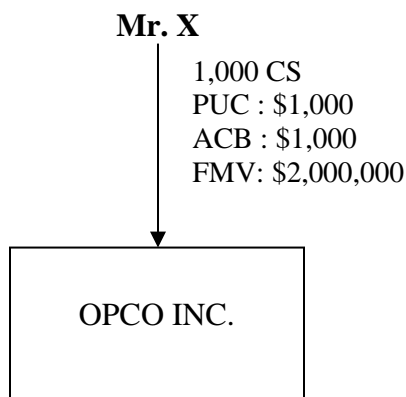 Mr. X
1,000 CS
PUC : $1,000
ACB : $1,000
FMV: $2,000,000
OPCO INC.